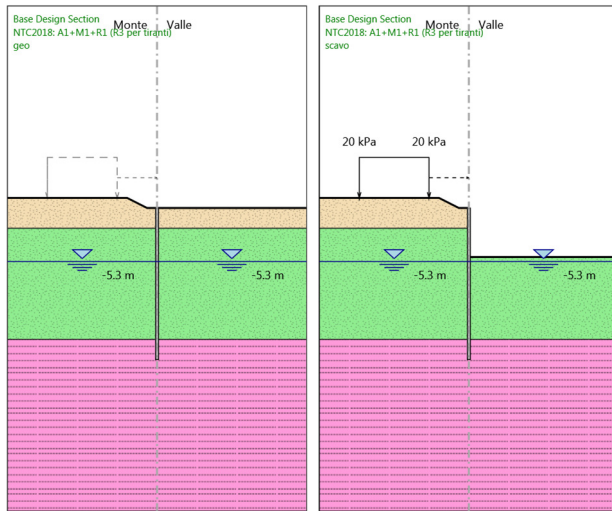 Base Design Section
Monte Valle
NTC2018: A1+M1+R1 (R3 per tiranti)
geo
-5.3 m
-5.3 m
Base Design Section
Monte Valle
NTC2018: A1+M1+R1 (R3 per tiranti)
scavo
20 kPa
20 kPa
-5.3 m
-5.3 m